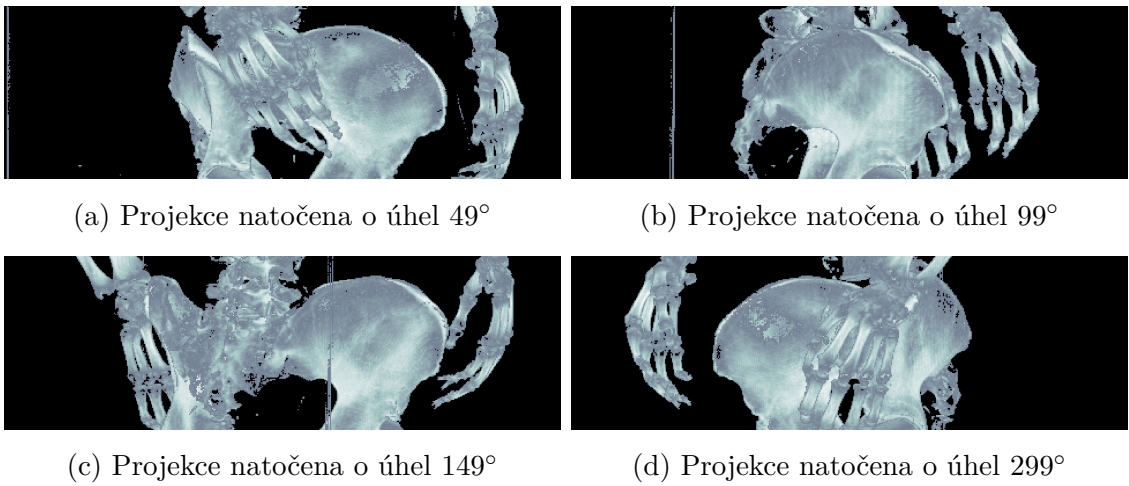 (a) Projekce natočena o úhel 49°
(b) Projekce natočena o úhel 99°
(c) Projekce natočena o úhel 149°
(d) Projekce natočena o úhel 299°